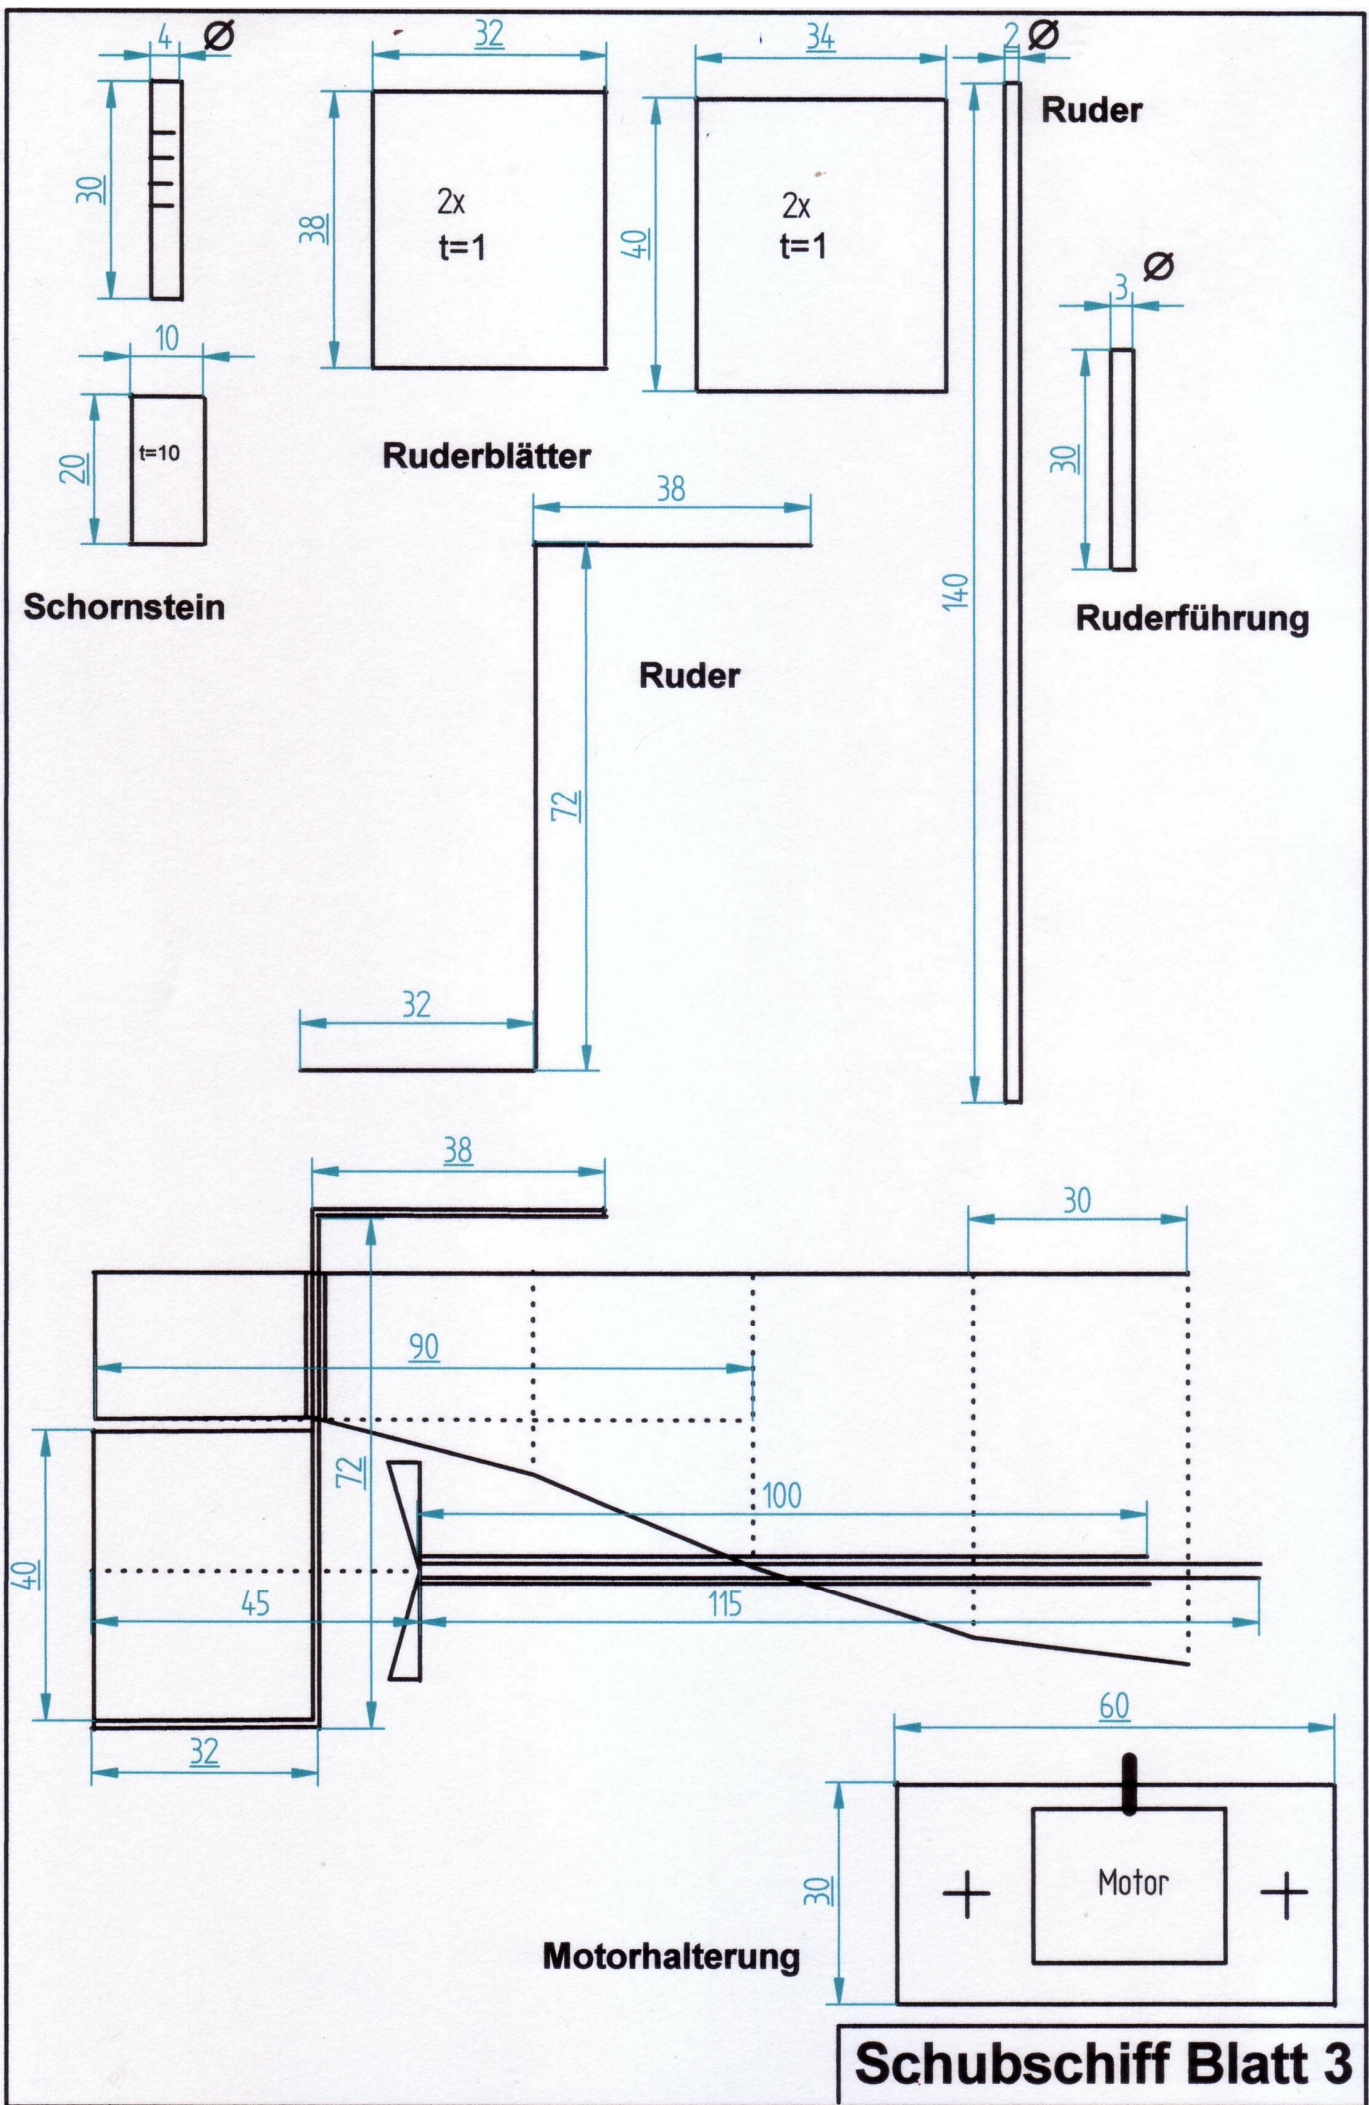 4 Ø
32
34
2 Ø
Ruder
30
38
2x
t=1
40
2x
t=1
3 Ø
10
20
t=10
Ruderblätter
30
140
38
Schornstein
Ruderführung
Ruder
72
32
38
30
90
72
100
40
45
115
32
60
30
Motor
Motorhalterung
Schubschiff Blatt 3